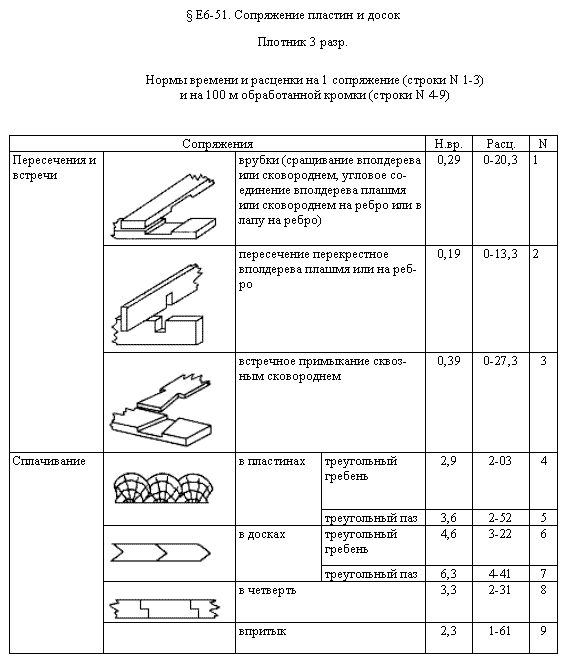 § Е6-51. Сопряжение пластин и досок
Плотник 3 разр.
Нормы времени и расценки на 1 сопряжение (строки N 1-3)
и на 100 м обработанной кромки (строки N 4-9)
Сопряжения Н.вр. Расц. N
Пересечения и врубки (сращивание вполдерева 0,29 0-20,3 1
встречи или сковороднем, угловое со-
единение вполдерева плашмя
или сковороднем на ребро или в
лапу на ребро)
пересечение перекрестное 0,19 0-13,3 2
вполдерева плашмя или на реб-
ро
встречное примыкание сквоз- 0,39 0-27,3 3
ным сковороднем
Сплачивание в пластинах треугольный 2,9 2-03 4
гребень
треугольный паз 3,6 2-52 5
в досках треугольный 4,6 3-22 6
гребень
треугольный паз 6,3 4-41 7
в четверть 3,3 2-31 8
впритык 2,3 1-61 9